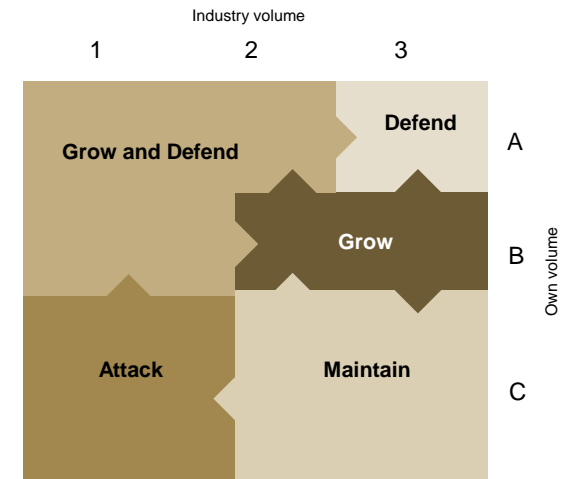 Industry volume
1 2 3
Defend
A
Grow and Defend
Grow
B
Own volume
Attack
Maintain
C